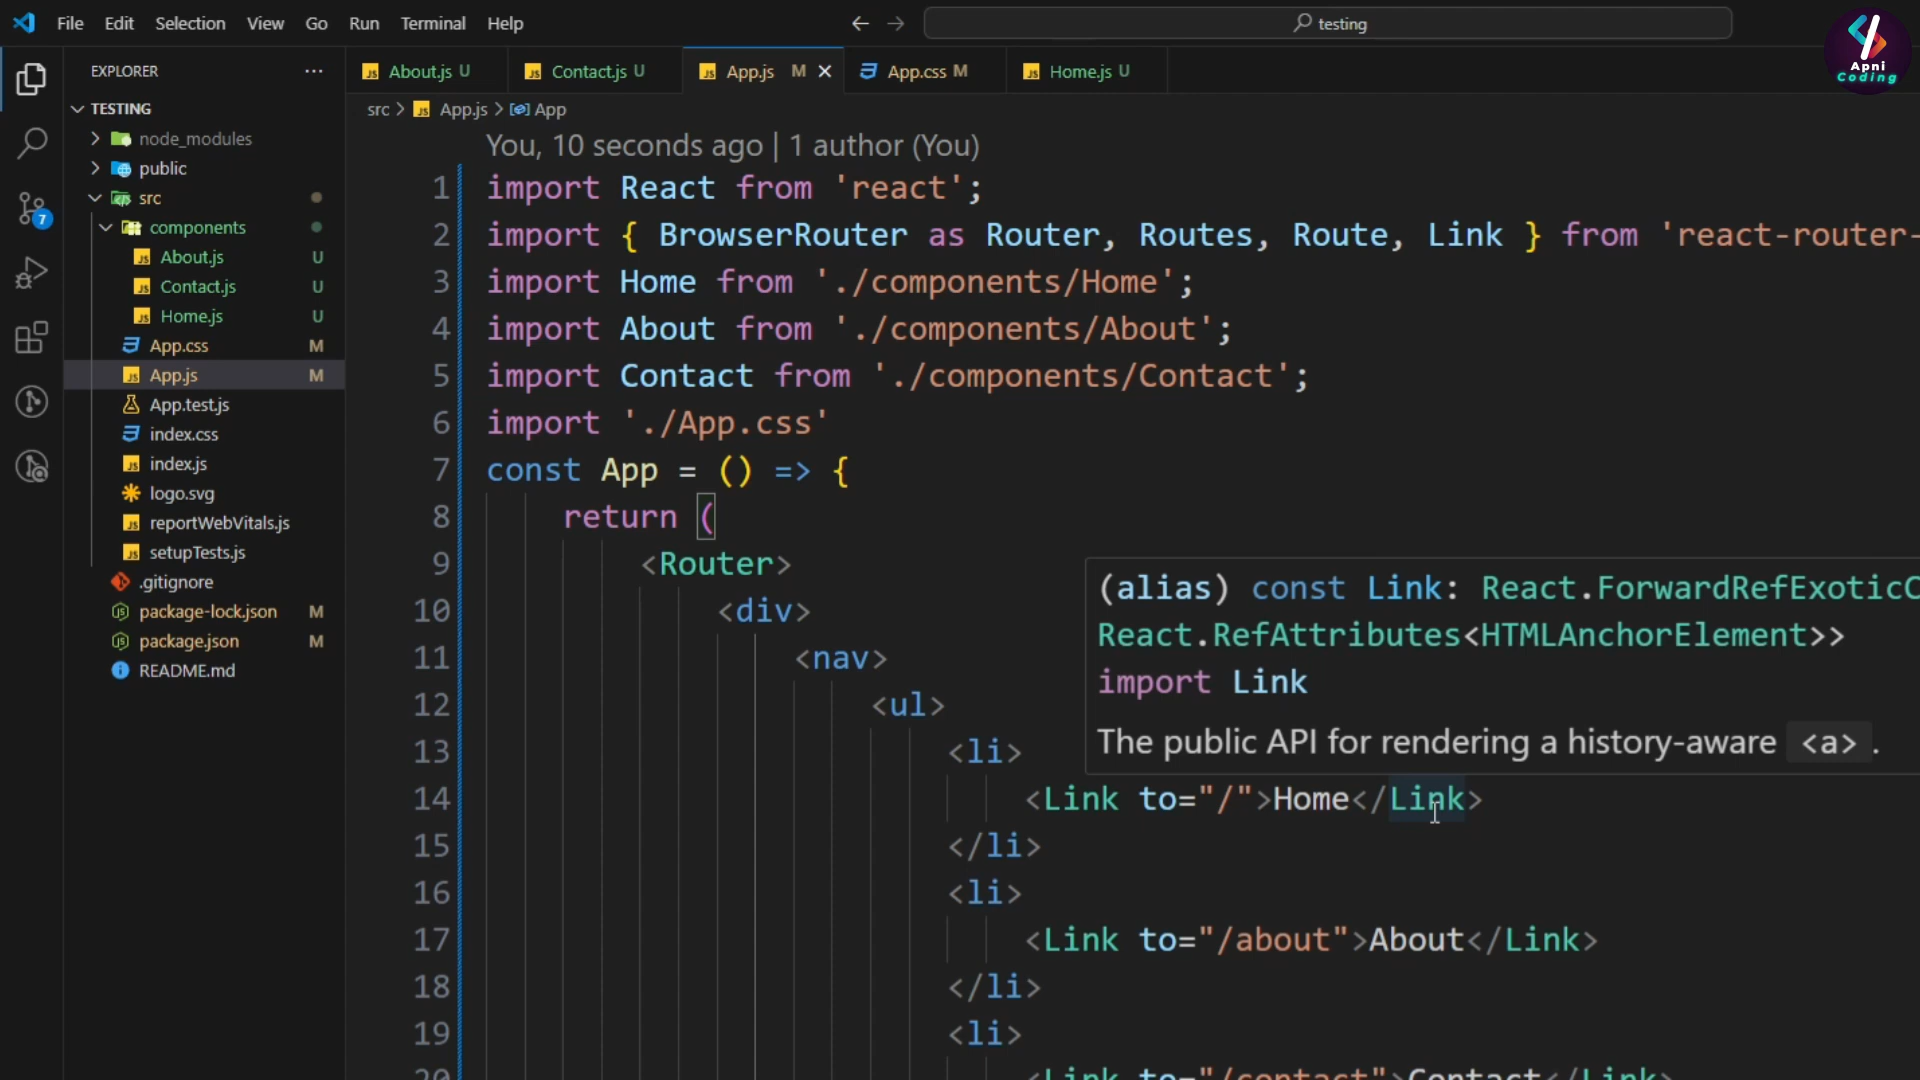 File Edit Selection View Go Run Terminal Help
testing
Apni
Coding
EXPLORER
About.js U
Contact.js U
App.js M
App.css M
Home.js U
TESTING
node_modules
public
src
components
About.js U
Contact.js U
Home.js U
App.css M
App.js M
App.test.js
index.css
index.js
logo.svg
reportWebVitals.js
setupTests.js
.gitignore
package-lock.json M
package.json M
README.md
7
src > App.js > App
You, 10 seconds ago | 1 author (You)
1 import React from 'react';
2 import { BrowserRouter as Router, Routes, Route, Link } from 'react-router-
3 import Home from './components/Home';
4 import About from './components/About';
5 import Contact from './components/Contact';
6 import './App.css'
7 const App = () => {
8 return (
9 <Router>
10 <div>
11 <nav>
12 <ul>
13 <li>
14 <Link to="/">Home</Link>
15 </li>
16 <li>
17 <Link to="/about">About</Link>
18 </li>
19 <li>
20 <Link to="/contact">Contact</Link>
(alias) const Link: React.ForwardRefExoticC
React.RefAttributes<HTMLAnchorElement>>
import Link
The public API for rendering a history-aware <a> .